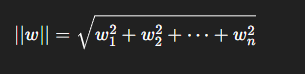 ||w|| = √(w₁² + w₂² + ⋯ + wₙ²)